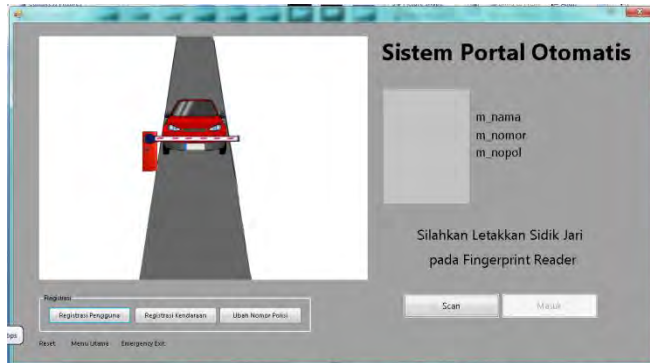 Sistem Portal Otomatis
m_nama
m_nomor
m_nopol
Silahkan Letakkan Sidik Jari
pada Fingerprint Reader
Scan
Masuk
Registrasi
Registrasi Pengguna
Registrasi Kendaraan
Ubah Nomor Polisi
Reset
Menu Utama
Emergency Exit